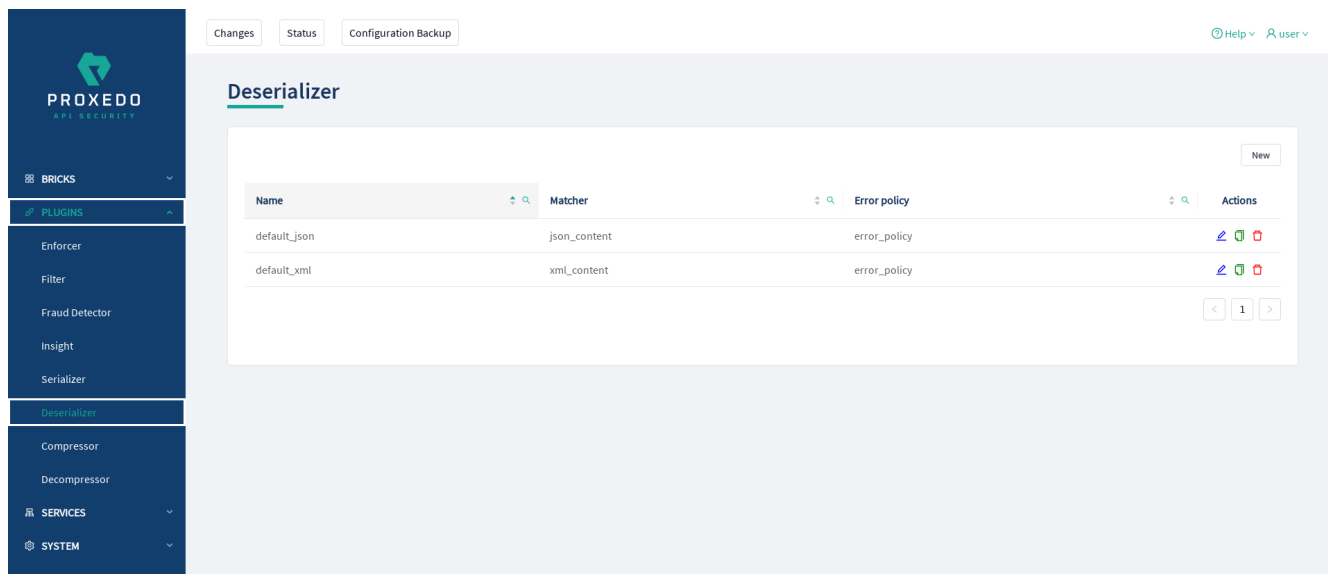 Changes Status Configuration Backup Help user
PROXEDO
API SECURITY
Deserializer
New
BRICKS
PLUGINS
Enforcer
Filter
Fraud Detector
Insight
Serializer
Deserializer
Compressor
Decompressor
SERVICES
SYSTEM
Name Matcher Error policy Actions
default_json json_content error_policy
default_xml xml_content error_policy
< 1 >